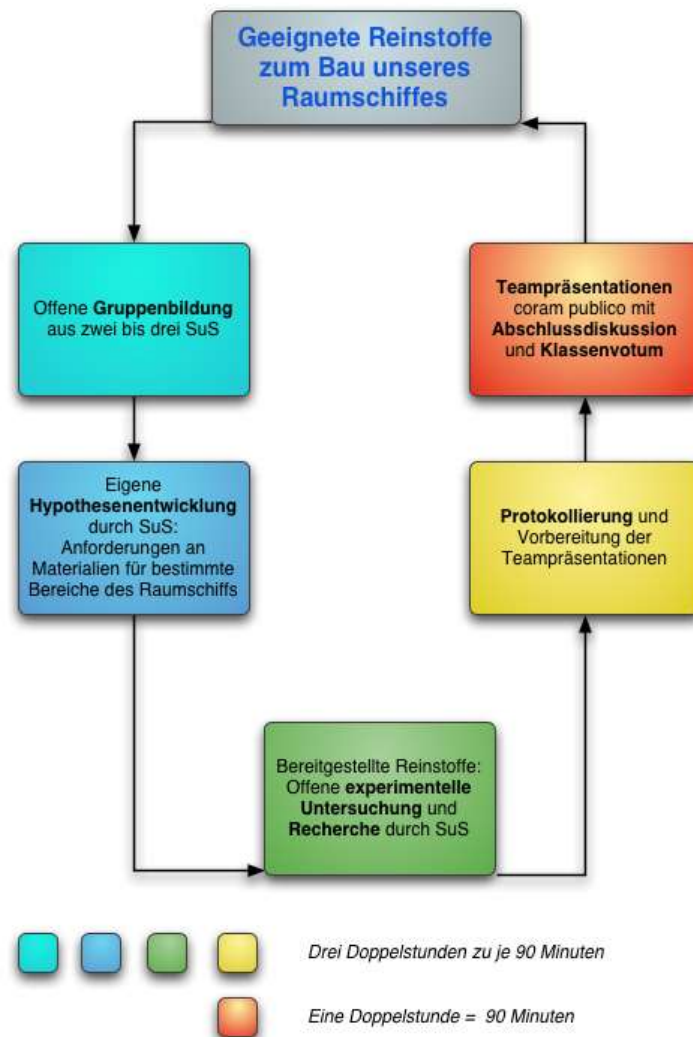 Geeignete Reinstoffe
zum Bau unseres
Raumschiffes
Offene Gruppenbildung
aus zwei bis drei SuS
Eigene
Hypothesenentwicklung
durch SuS:
Anforderungen an
Materialien für bestimmte
Bereiche des Raumschiffs
Bereitgestellte Reinstoffe:
Offene experimentelle
Untersuchung und
Recherche durch SuS
Protokollierung und
Vorbereitung der
Teampräsentationen
Teampräsentationen
coram publico mit
Abschlussdiskussion
und Klassenvotum
Drei Doppelstunden zu je 90 Minuten
Eine Doppelstunde = 90 Minuten